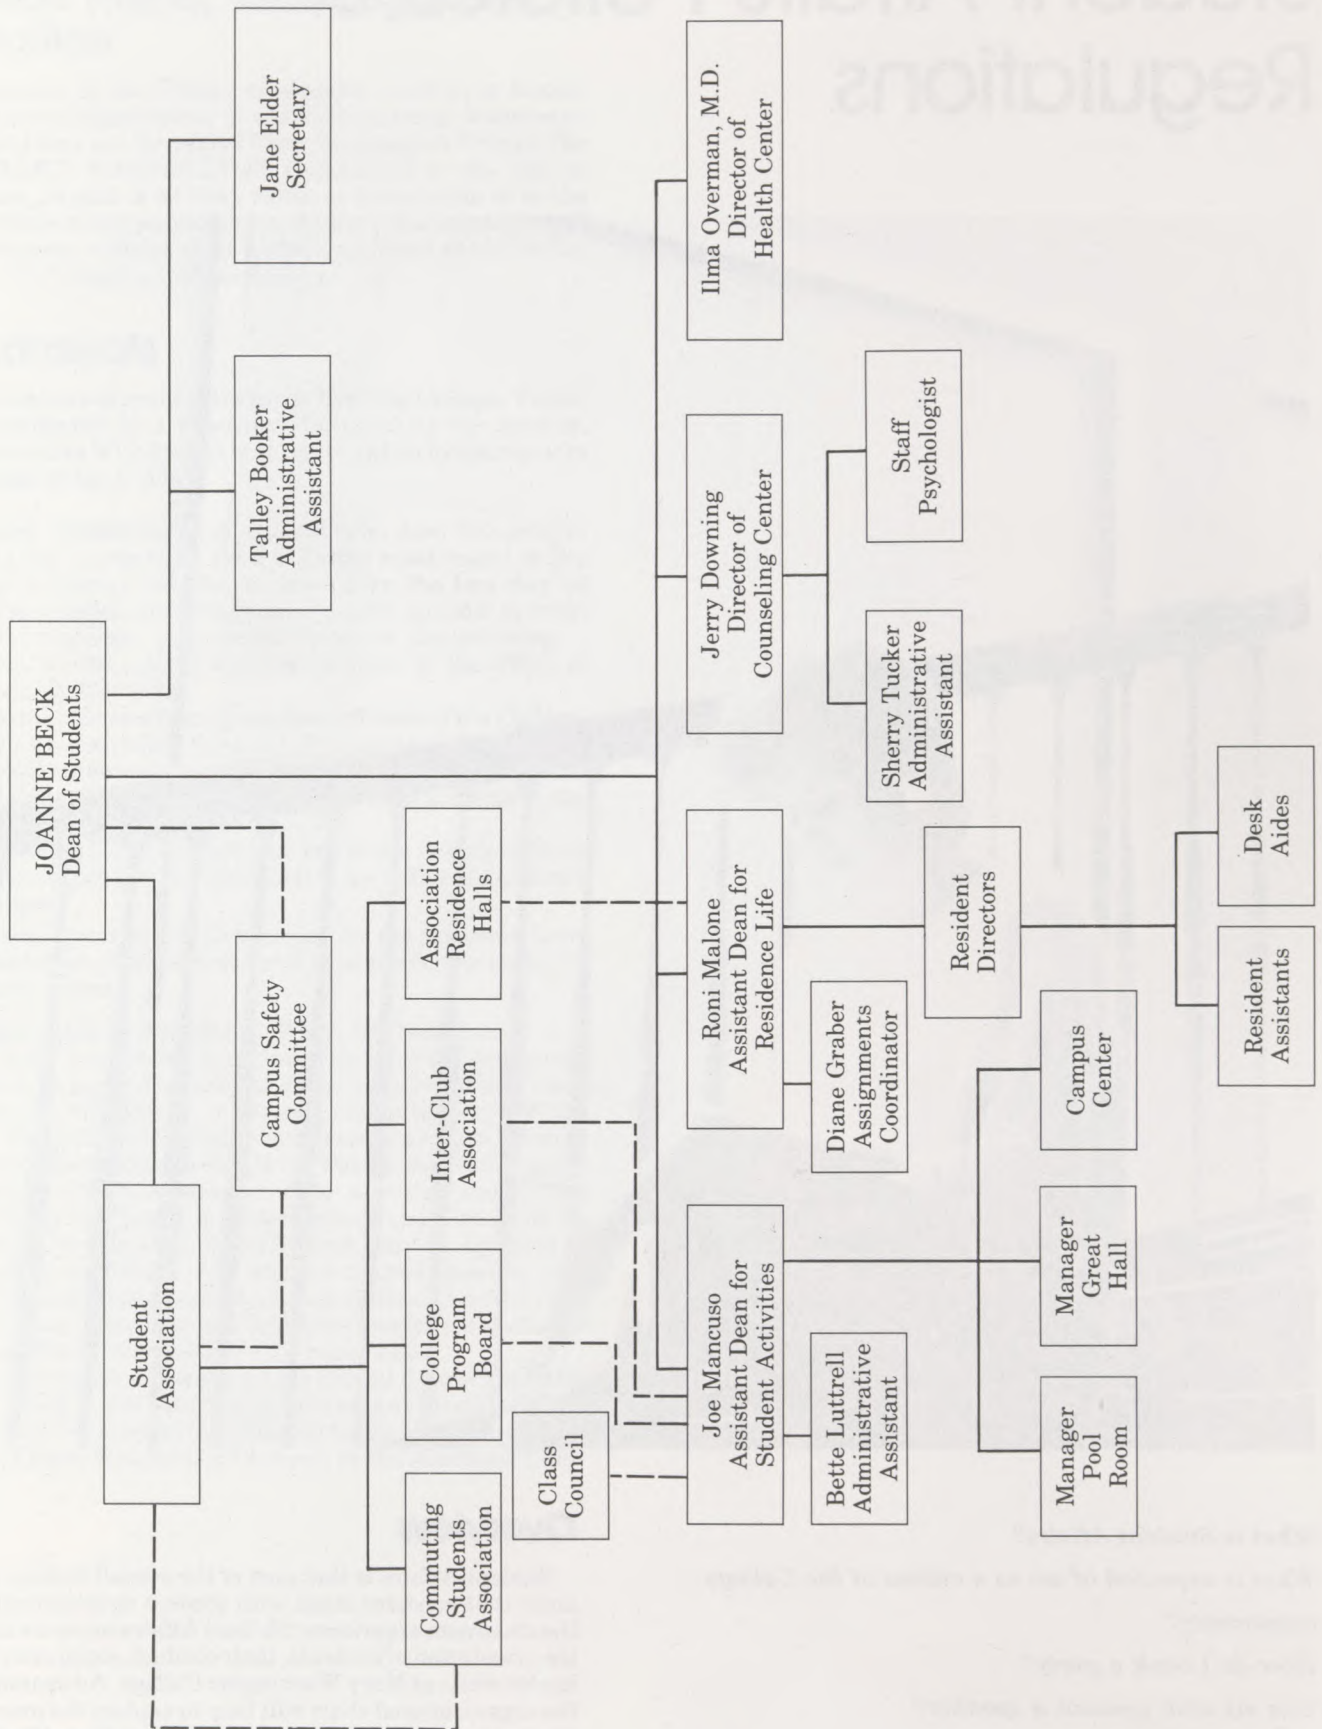 JOANNE BECK
Dean of Students
Student
Association
Campus Safety
Committee
Talley Booker
Administrative
Assistant
Jane Elder
Secretary
Commuting
Students
Association
College
Program
Board
Inter-Club
Association
Association
Residence
Halls
Class
Council
Joe Mancuso
Assistant Dean for
Student Activities
Roni Malone
Assistant Dean for
Residence Life
Jerry Downing
Director of
Counseling Center
Ilma Overman, M.D.
Director of
Health Center
Bette Luttrell
Administrative
Assistant
Diane Graber
Assignments
Coordinator
Sherry Tucker
Administrative
Assistant
Staff
Psychologist
Resident
Directors
Manager
Pool
Room
Manager
Great
Hall
Campus
Center
Resident
Assistants
Desk
Aides